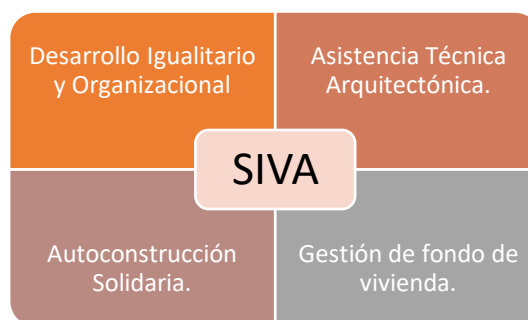 Desarrollo Igualitario
y Organizacional
Asistencia Técnica
Arquitectónica.
SIVA
Autoconstrucción
Solidaria.
Gestión de fondo de
vivienda.